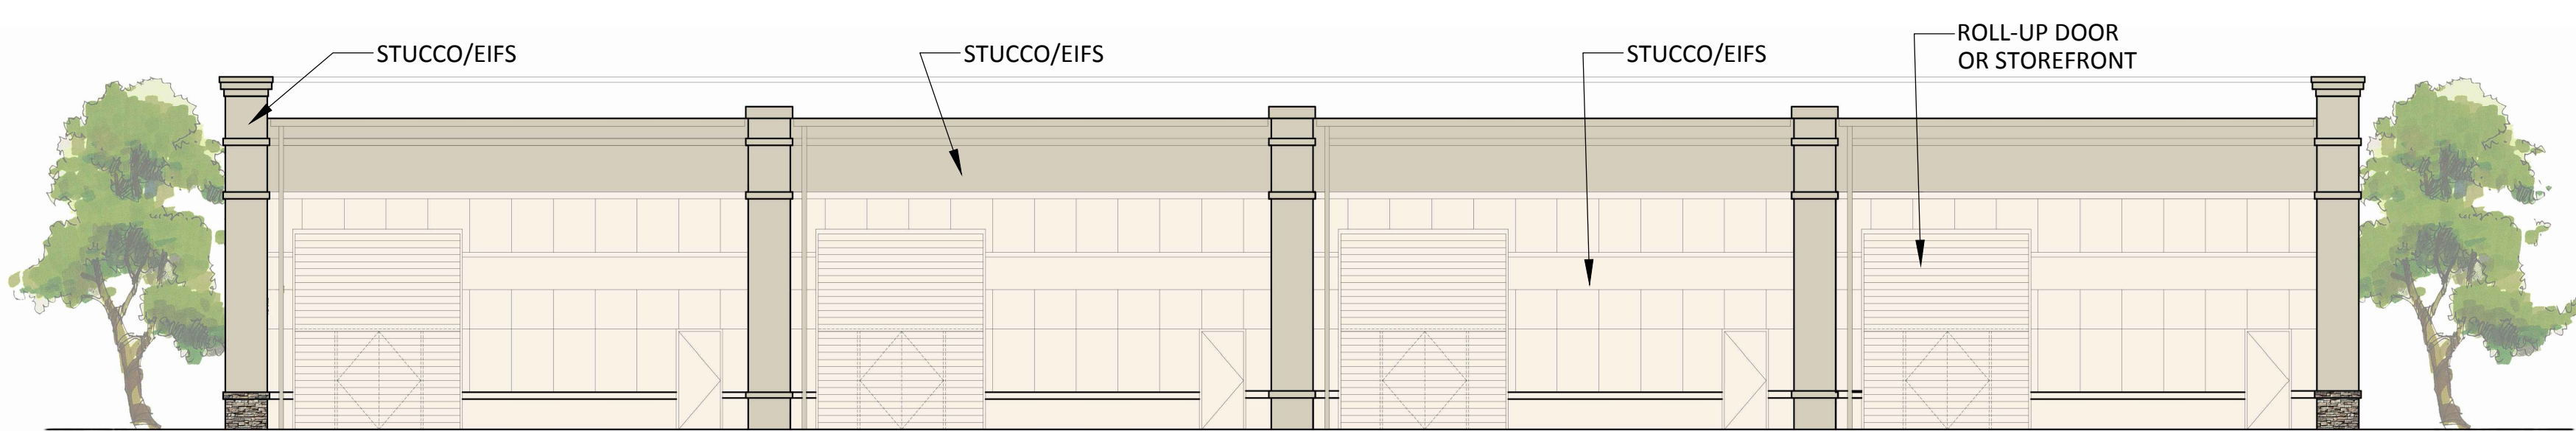 STUCCO/EIFS
STUCCO/EIFS
STUCCO/EIFS
ROLL-UP DOOR
OR STOREFRONT